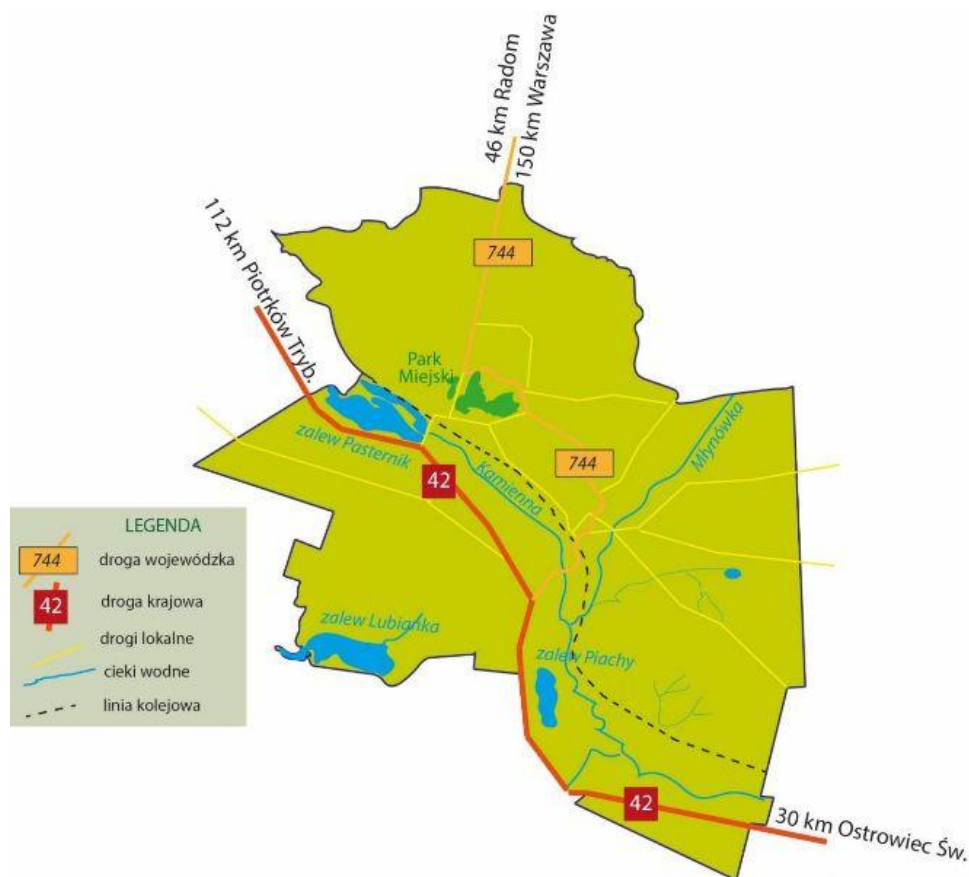 46 km Radom
150 km Warszawa
112 km Piotrków Tryb.
744
Park
Miejski
zalew Pasternik
42
Kamienna
744
Młynówka
LEGENDA
744 droga wojewódzka
42 droga krajowa
drogi lokalne
cieki wodne
linia kolejowa
zalew Lubianka
zalew Piachy
42
30 km Ostrowiec Św.